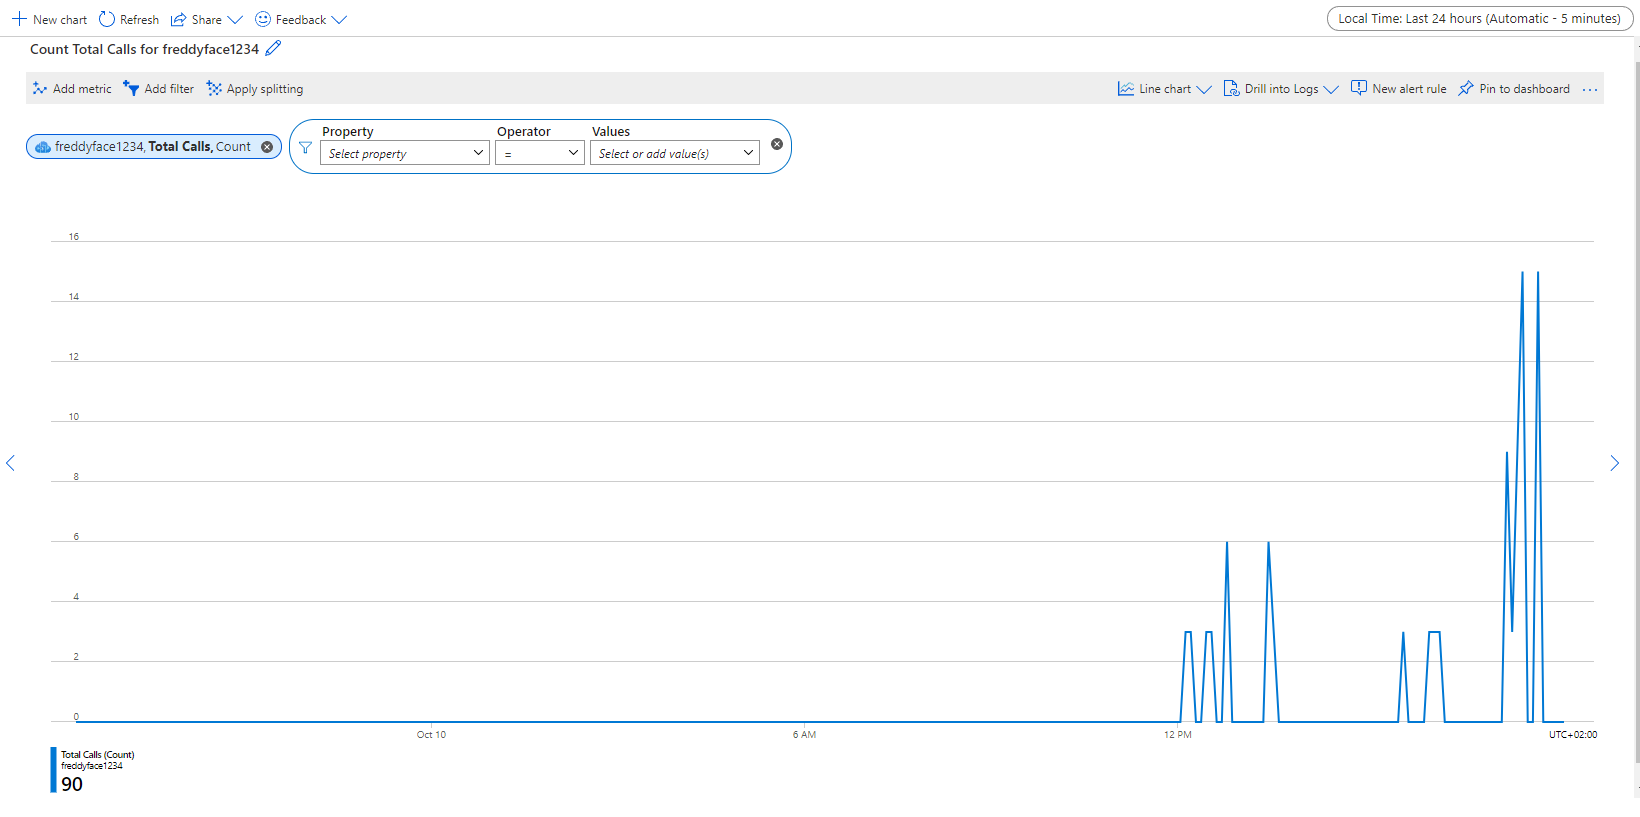 New chart Refresh Share Feedback Local Time: Last 24 hours (Automatic - 5 minutes)
Count Total Calls for freddyface1234
Add metric Add filter Apply splitting Line chart Drill into Logs New alert rule Pin to dashboard ...
Property Operator Values
freddyface1234, Total Calls, Count Select property = Select or add value(s)
16
14
12
10
8
6
4
2
0
Oct 10 6 AM 12 PM UTC+02:00
Total Calls (Count)
freddyface1234
90